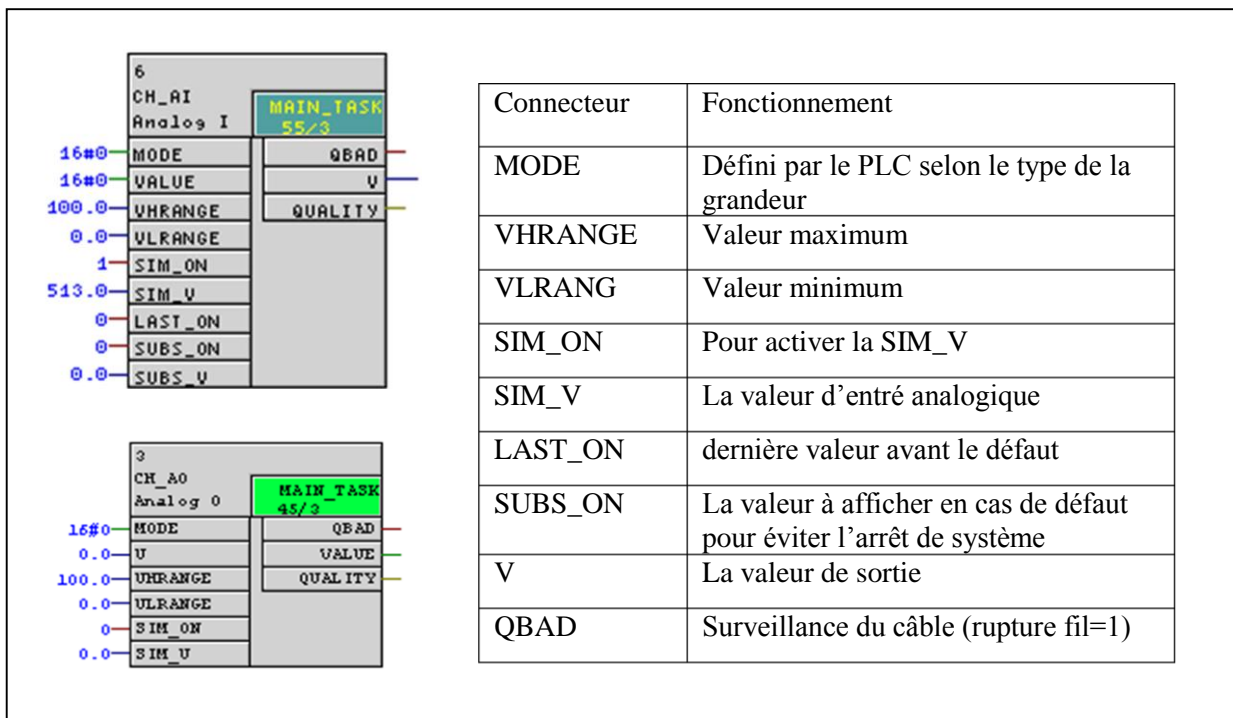 6
CH_AI
Analog I
MAIN_TASK
55/3
16#0 MODE QBAD
16#0 VALUE V
100.0 VHRANGE QUALITY
0.0 VLRANGE
1 SIM_ON
513.0 SIM_V
0 LAST_ON
0 SUBS_ON
0.0 SUBS_V
3
CH_AO
Analog O
MAIN_TASK
45/3
16#0 MODE QBAD
0.0 U VALUE
100.0 UHRANGE QUALITY
0.0 ULRANGE
0 SIM_ON
0.0 SIM_U
Connecteur Fonctionnement
MODE Défini par le PLC selon le type de la
grandeur
VHRANGE Valeur maximum
VLRANG Valeur minimum
SIM_ON Pour activer la SIM_V
SIM_V La valeur d’entré analogique
LAST_ON dernière valeur avant le défaut
SUBS_ON La valeur à afficher en cas de défaut
pour éviter l’arrêt de système
V La valeur de sortie
QBAD Surveillance du câble (rupture fil=1)